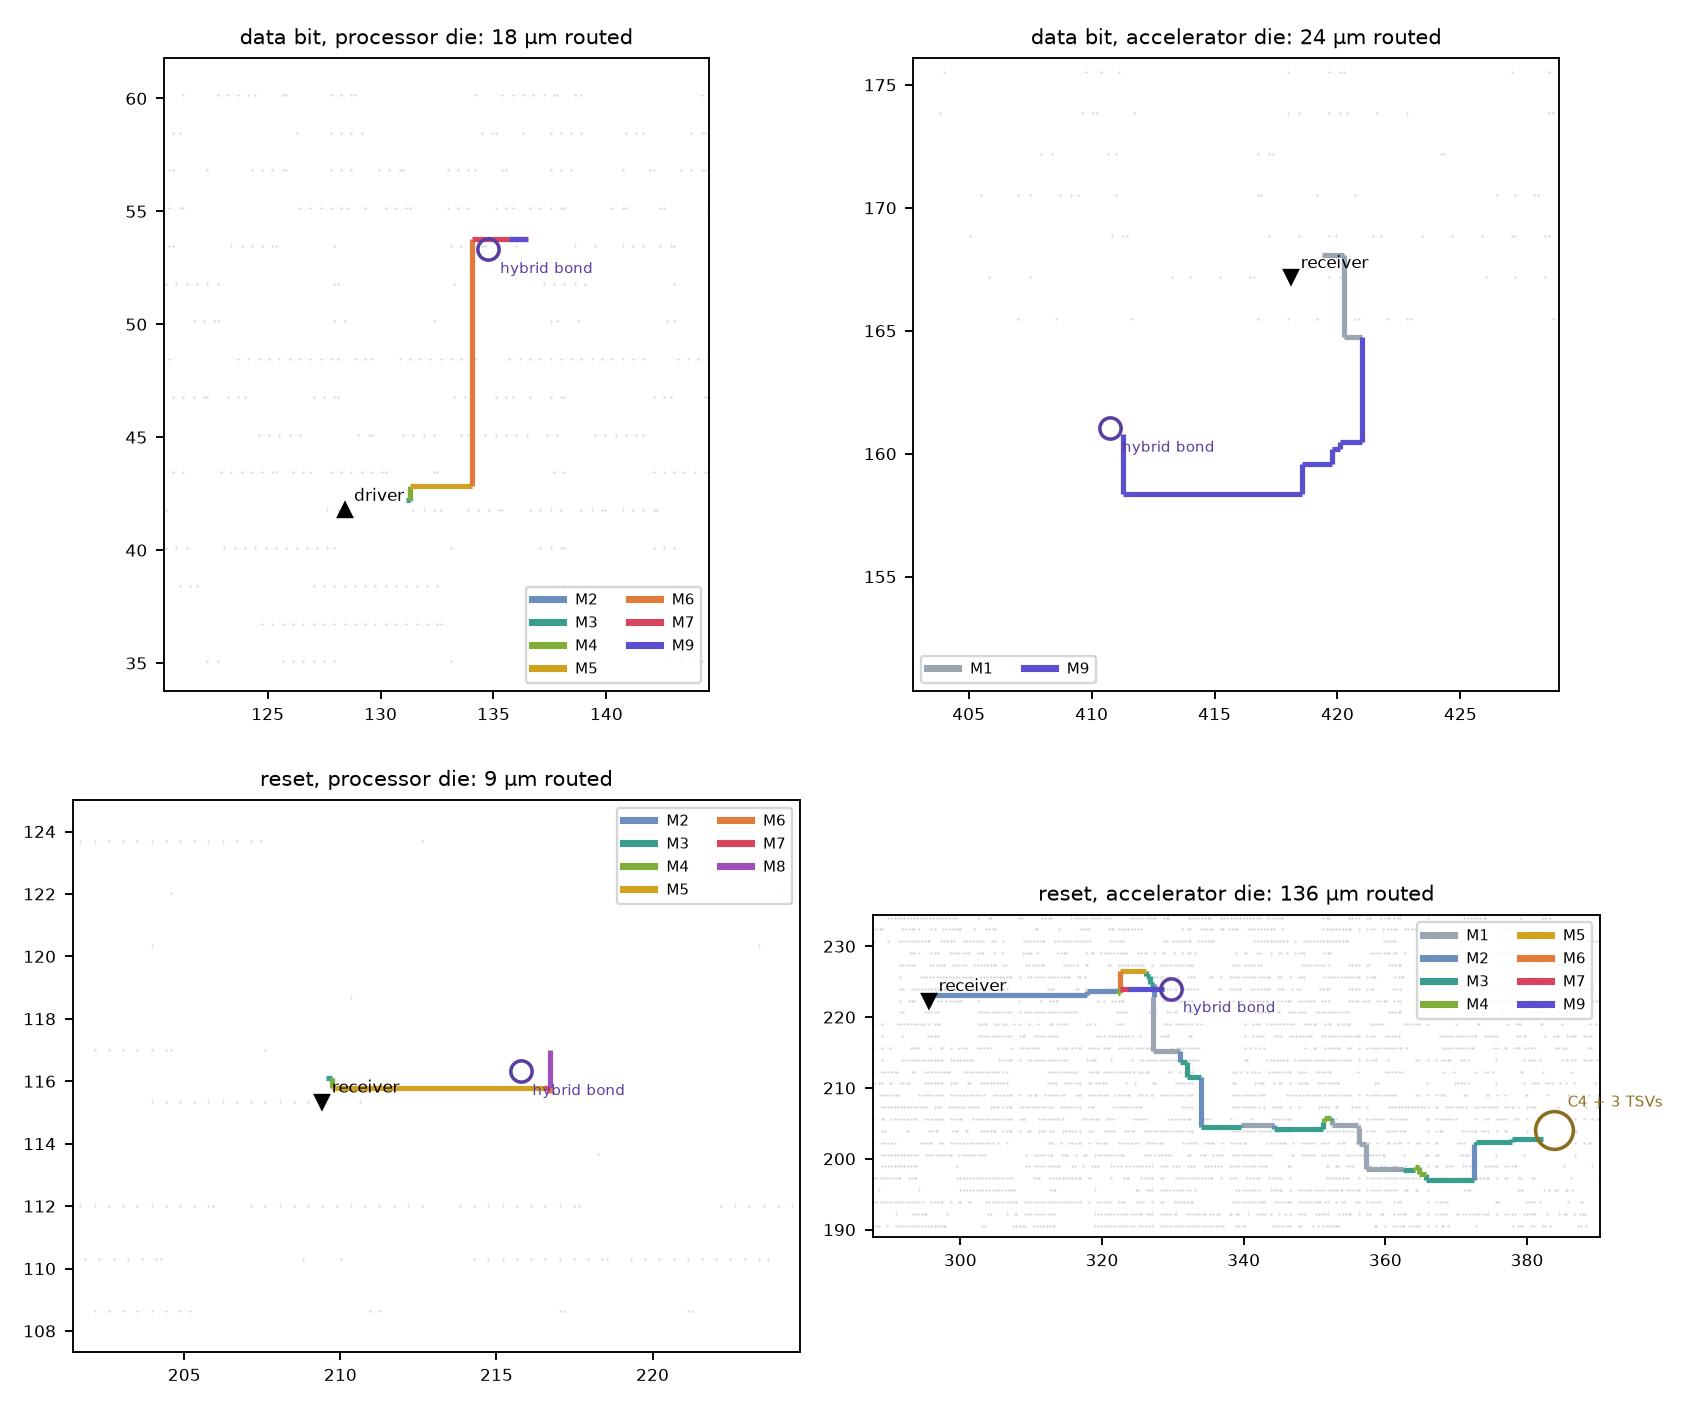 data bit, processor die: 18 µm routed
60
55
50
45
40
35
hybrid bond
driver
M2
M3
M4
M5
M6
M7
M9
125
130
135
140
data bit, accelerator die: 24 µm routed
175
170
165
160
155
receiver
hybrid bond
M1
M9
405
410
415
420
425
reset, processor die: 9 µm routed
124
122
120
118
116
114
112
110
108
M2
M3
M4
M5
M6
M7
M8
receiver
hybrid bond
205
210
215
220
reset, accelerator die: 136 µm routed
230
220
210
200
190
receiver
hybrid bond
M1
M2
M3
M4
M5
M6
M7
M9
C4 + 3 TSVs
300
320
340
360
380